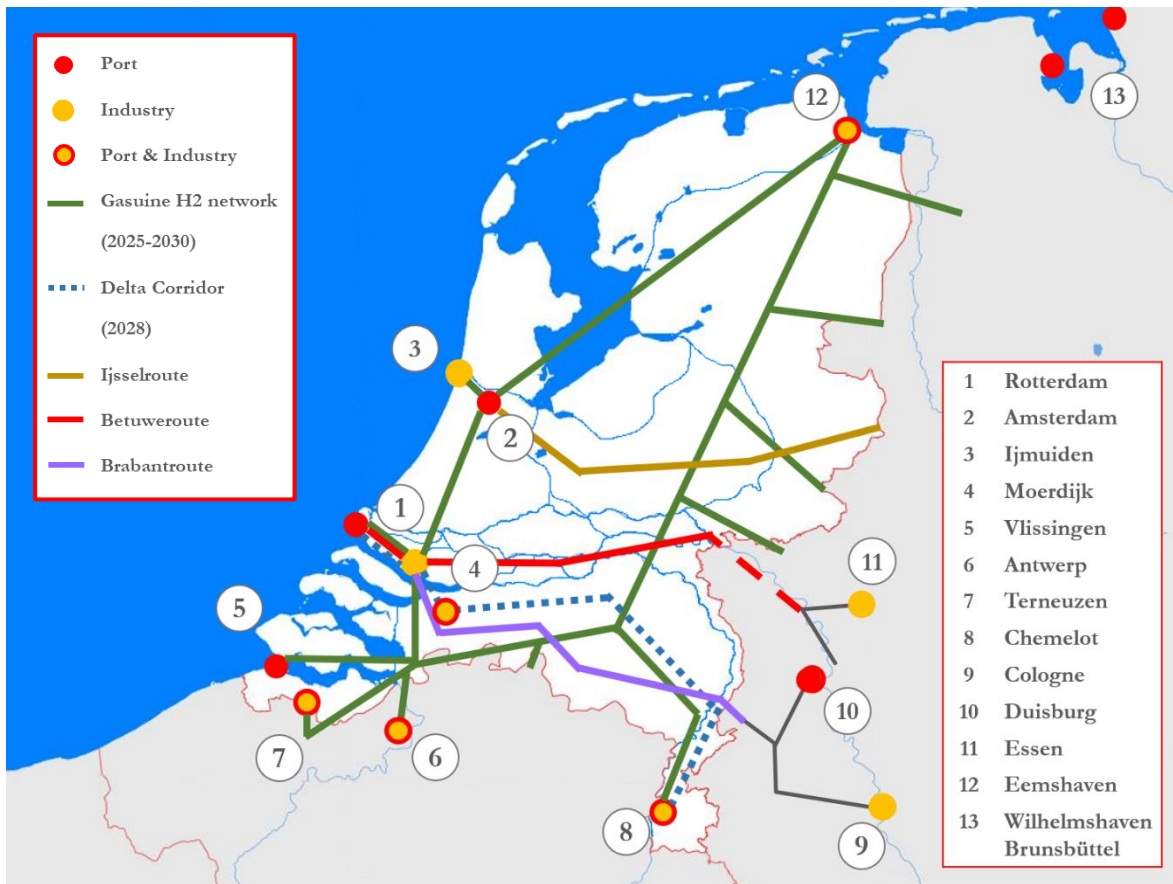 Port
Industry
Port & Industry
Gasuine H2 network
(2025-2030)
Delta Corridor
(2028)
Ijsselroute
Betuweroute
Brabantroute
12
13
3
2
1
4
11
5
10
7
6
8
9
1 Rotterdam
2 Amsterdam
3 Ijmuiden
4 Moerdijk
5 Vlissingen
6 Antwerp
7 Terneuzen
8 Chemelot
9 Cologne
10 Duisburg
11 Essen
12 Eemshaven
13 Wilhelmshaven
Brunsbüttel